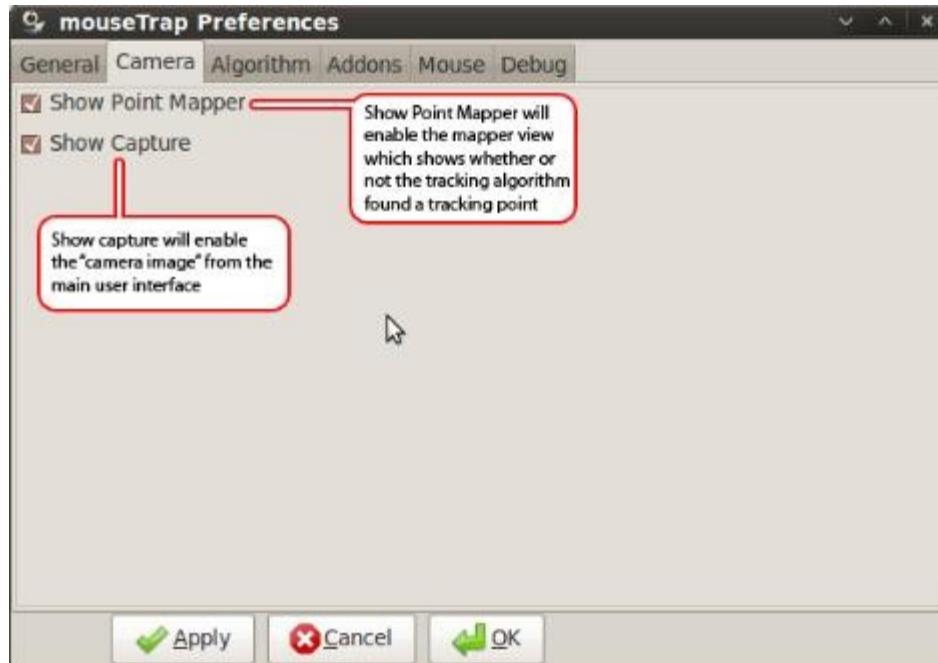 mouseTrap Preferences
General Camera Algorithm Addons Mouse Debug
Show Point Mapper
Show Capture
Show Point Mapper will
enable the mapper view
which shows whether or
not the tracking algorithm
found a tracking point
Show capture will enable
the "camera image" from the
main user interface
Apply Cancel OK